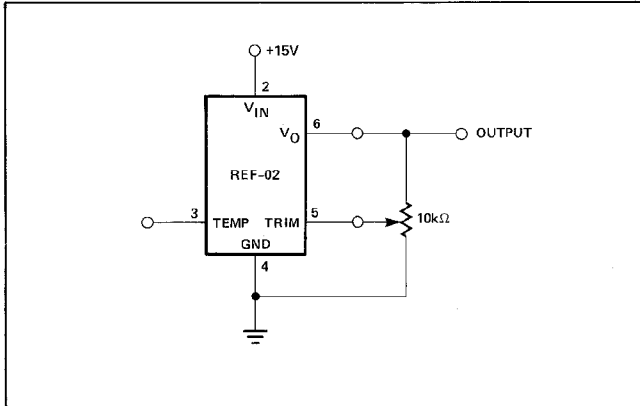 +15V
2
V_IN
V_O
6
OUTPUT
REF-02
3
TEMP
TRIM
5
10kΩ
GND
4